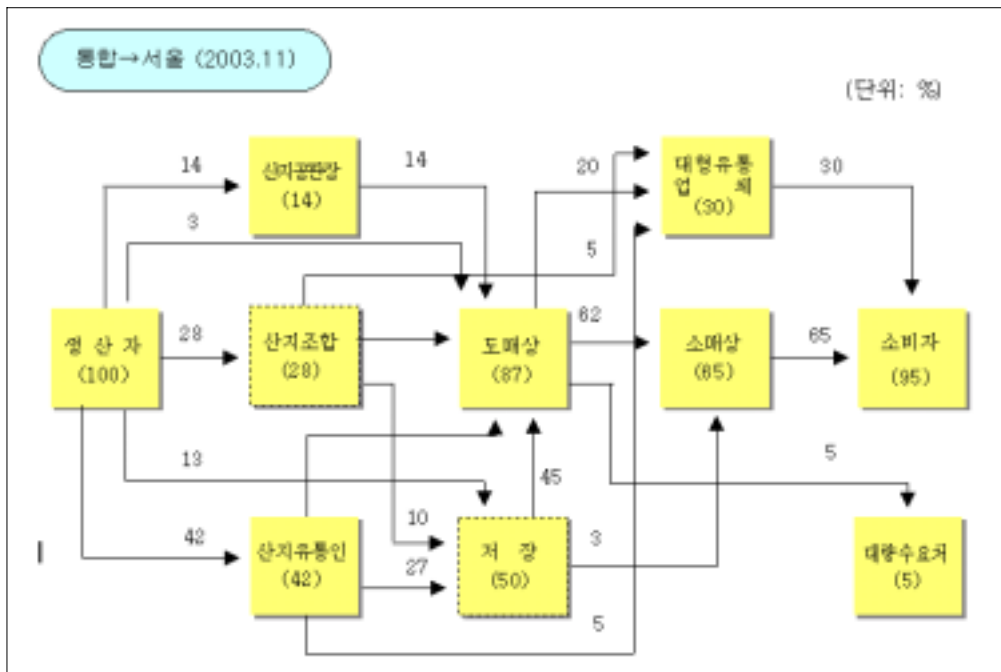 통합→서울 (2003.11)
(단위: %)
14
산지공판장
(14)
14
20
대형유통
업 체
(30)
30
3
5
생 산 자
(100)
28
산지조합
(28)
도매상
(87)
62
소매상
(65)
65
소비자
(95)
13
45
5
42
산지유통인
(42)
10
27
저 장
(50)
3
5
대량수요처
(5)